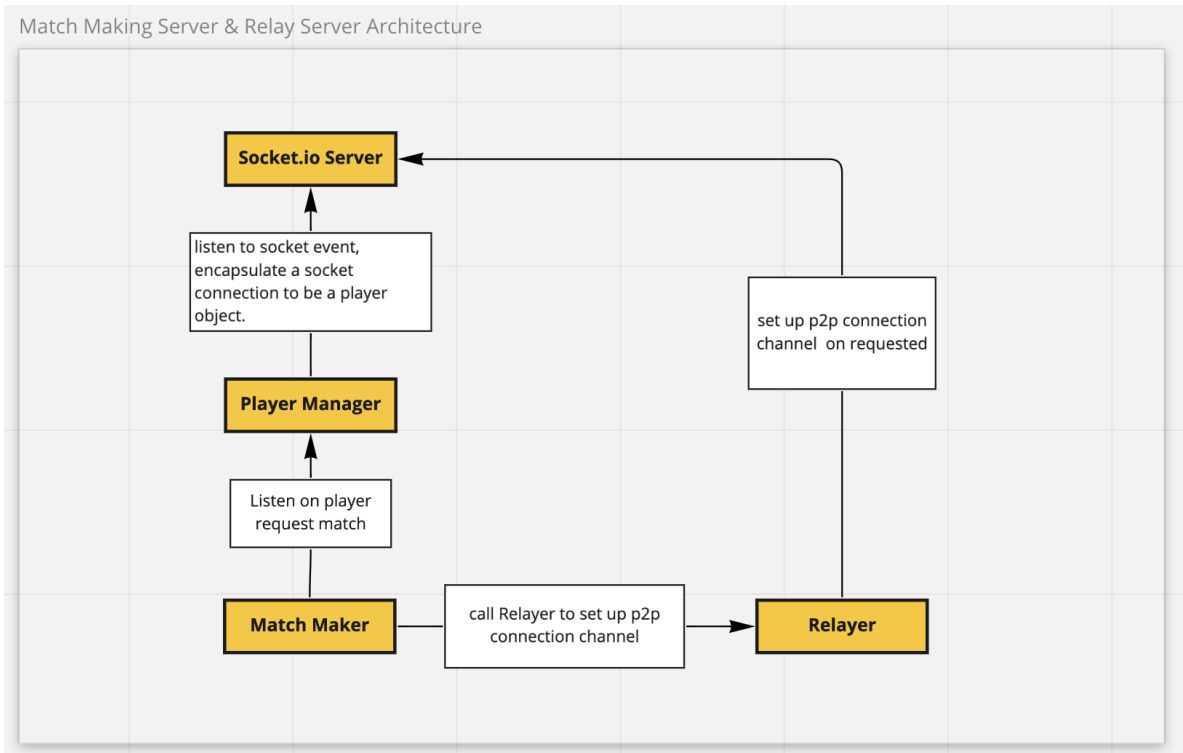 Match Making Server & Relay Server Architecture
Socket.io Server
listen to socket event,
encapsulate a socket
connection to be a player
object.
set up p2p connection
channel on requested
Player Manager
Listen on player
request match
Match Maker
call Relayer to set up p2p
connection channel
Relayer